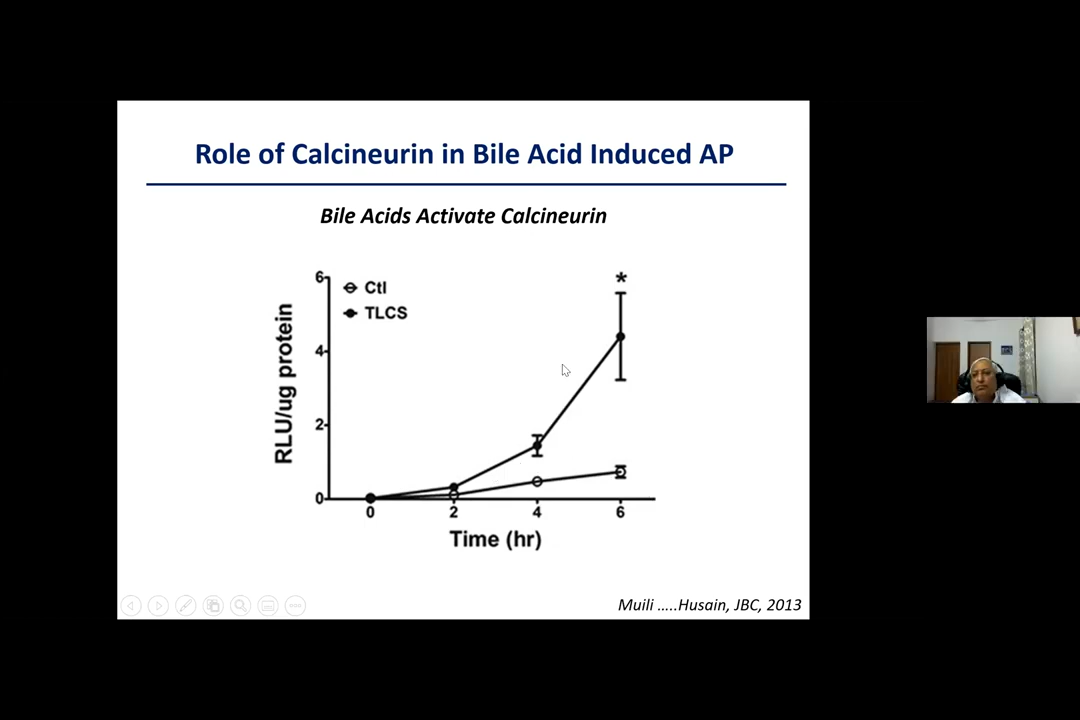 Role of Calcineurin in Bile Acid Induced AP
Bile Acids Activate Calcineurin
6
4
2
0
*
Ctl
TLCS
RLU/ug protein
0 2 4 6
Time (hr)
Muili .....Husain, JBC, 2013